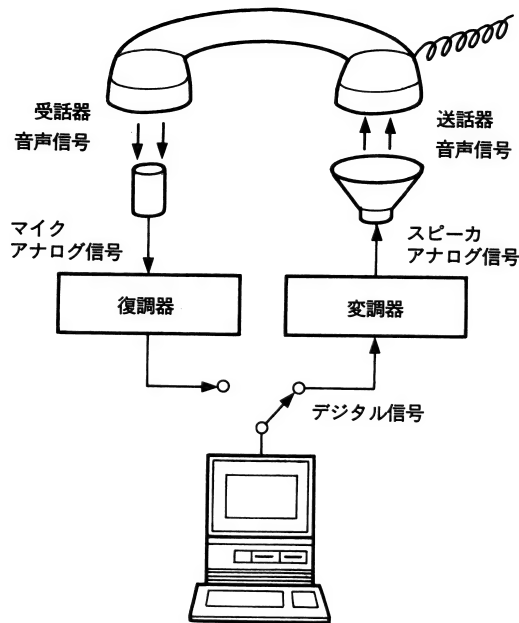 受話器
音声信号
送話器
音声信号
マイク
アナログ信号
スピーカ
アナログ信号
復調器
変調器
デジタル信号